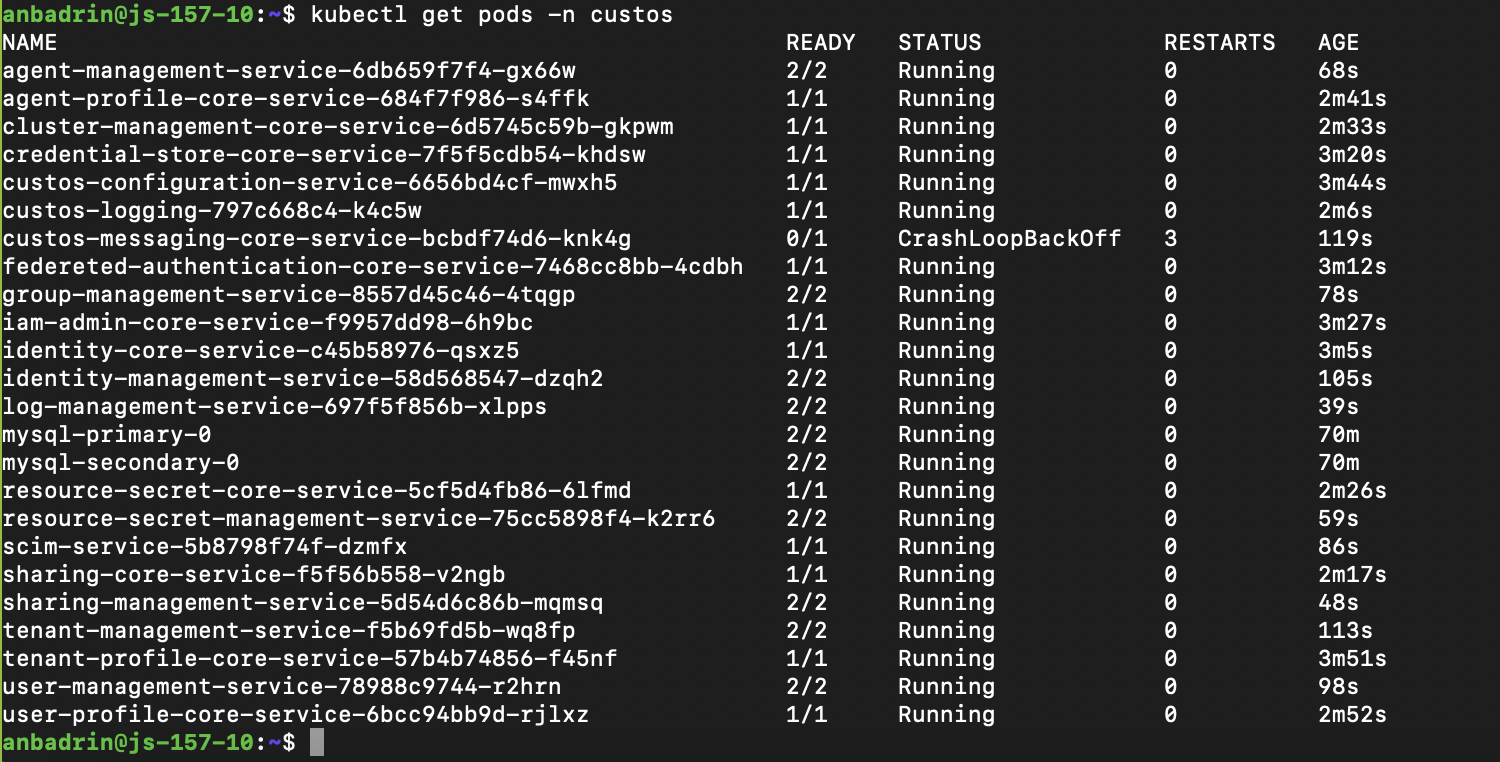 anbadrin@js-157-10:~$ kubectl get pods -n custos
NAME READY STATUS RESTARTS AGE
agent-management-service-6db659f7f4-gx66w 2/2 Running 0 68s
agent-profile-core-service-684f7f986-s4ffk 1/1 Running 0 2m41s
cluster-management-core-service-6d5745c59b-gkpwm 1/1 Running 0 2m33s
credential-store-core-service-7f5f5cdb54-khdsw 1/1 Running 0 3m20s
custos-configuration-service-6656bd4cf-mwxh5 1/1 Running 0 3m44s
custos-logging-797c668c4-k4c5w 1/1 Running 0 2m6s
custos-messaging-core-service-bcbdf74d6-knk4g 0/1 CrashLoopBackOff 3 119s
federeted-authentication-core-service-7468cc8bb-4cdbh 1/1 Running 0 3m12s
group-management-service-8557d45c46-4tqgp 2/2 Running 0 78s
iam-admin-core-service-f9957dd98-6h9bc 1/1 Running 0 3m27s
identity-core-service-c45b58976-qsxz5 1/1 Running 0 3m5s
identity-management-service-58d568547-dzqh2 2/2 Running 0 105s
log-management-service-697f5f856b-xlpps 2/2 Running 0 39s
mysql-primary-0 2/2 Running 0 70m
mysql-secondary-0 2/2 Running 0 70m
resource-secret-core-service-5cf5d4fb86-6lfmd 1/1 Running 0 2m26s
resource-secret-management-service-75cc5898f4-k2rr6 2/2 Running 0 59s
scim-service-5b8798f74f-dzmfx 1/1 Running 0 86s
sharing-core-service-f5f56b558-v2ngb 1/1 Running 0 2m17s
sharing-management-service-5d54d6c86b-mqmsq 2/2 Running 0 48s
tenant-management-service-f5b69fd5b-wq8fp 2/2 Running 0 113s
tenant-profile-core-service-57b4b74856-f45nf 1/1 Running 0 3m51s
user-management-service-78988c9744-r2hrn 2/2 Running 0 98s
user-profile-core-service-6bcc94bb9d-rjlxz 1/1 Running 0 2m52s
anbadrin@js-157-10:~$